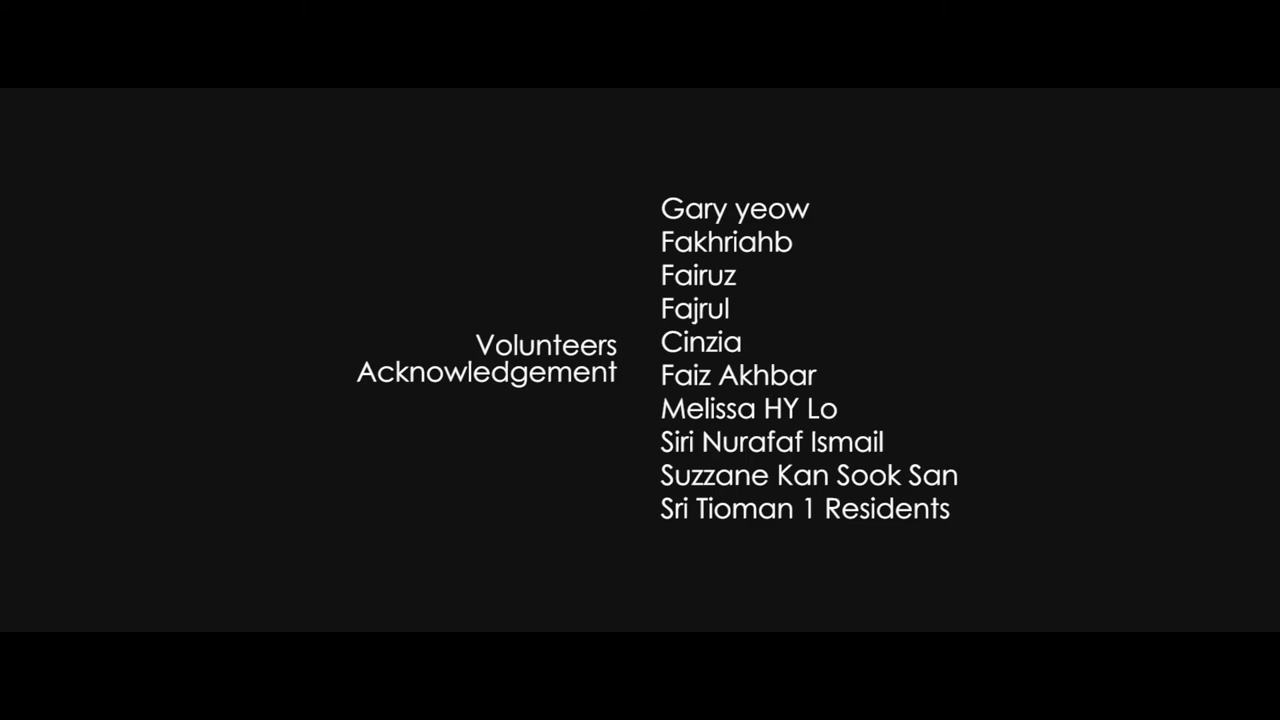 Volunteers
Acknowledgement
Gary yeow
Fakhriahb
Fairuz
Fajrul
Cinzia
Faiz Akhbar
Melissa HY Lo
Siri Nurafaf Ismail
Suzzane Kan Sook San
Sri Tioman 1 Residents